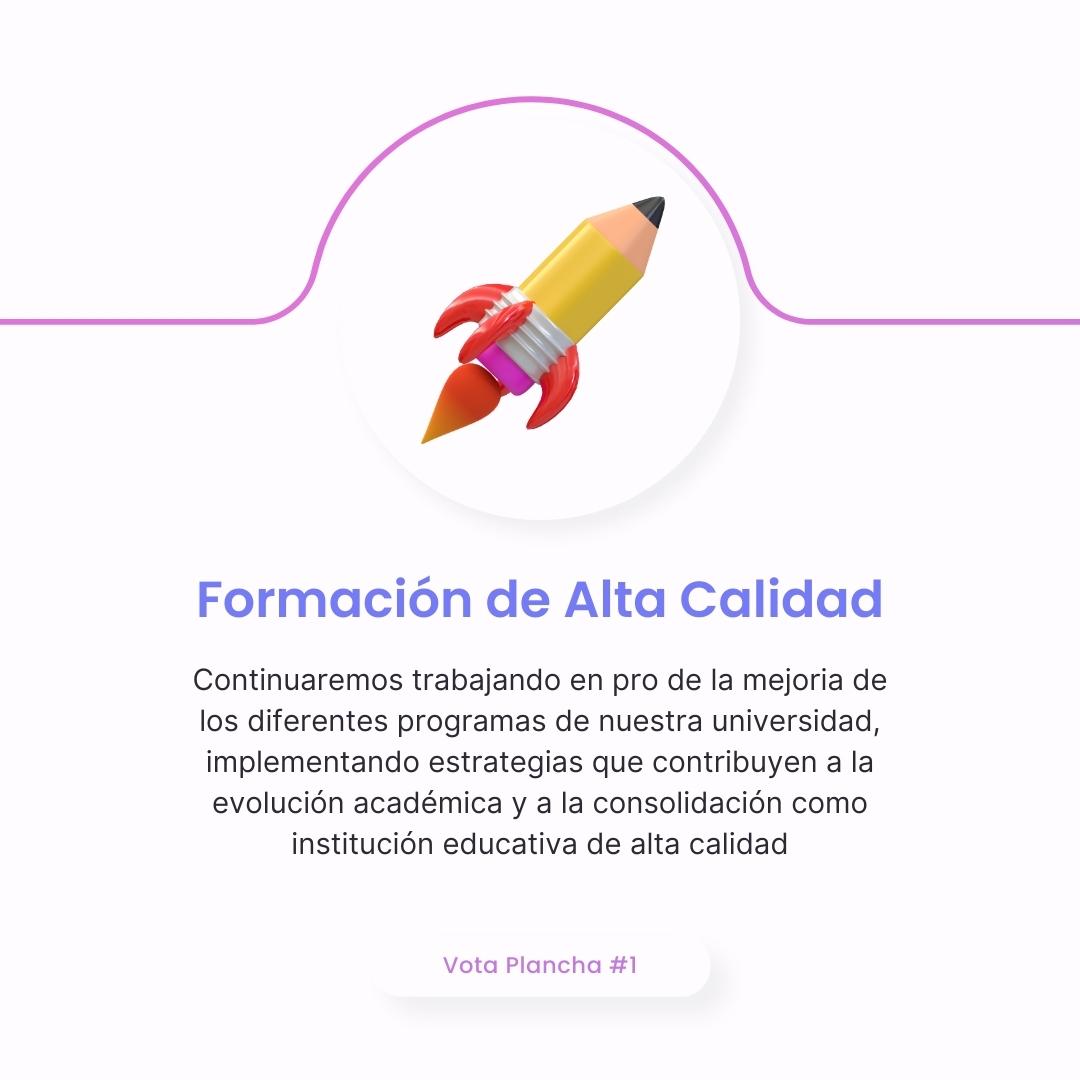 Formación de Alta Calidad
Continuaremos trabajando en pro de la mejoria de
los diferentes programas de nuestra universidad,
implementando estrategias que contribuyen a la
evolución académica y a la consolidación como
institución educativa de alta calidad
Vota Plancha #1